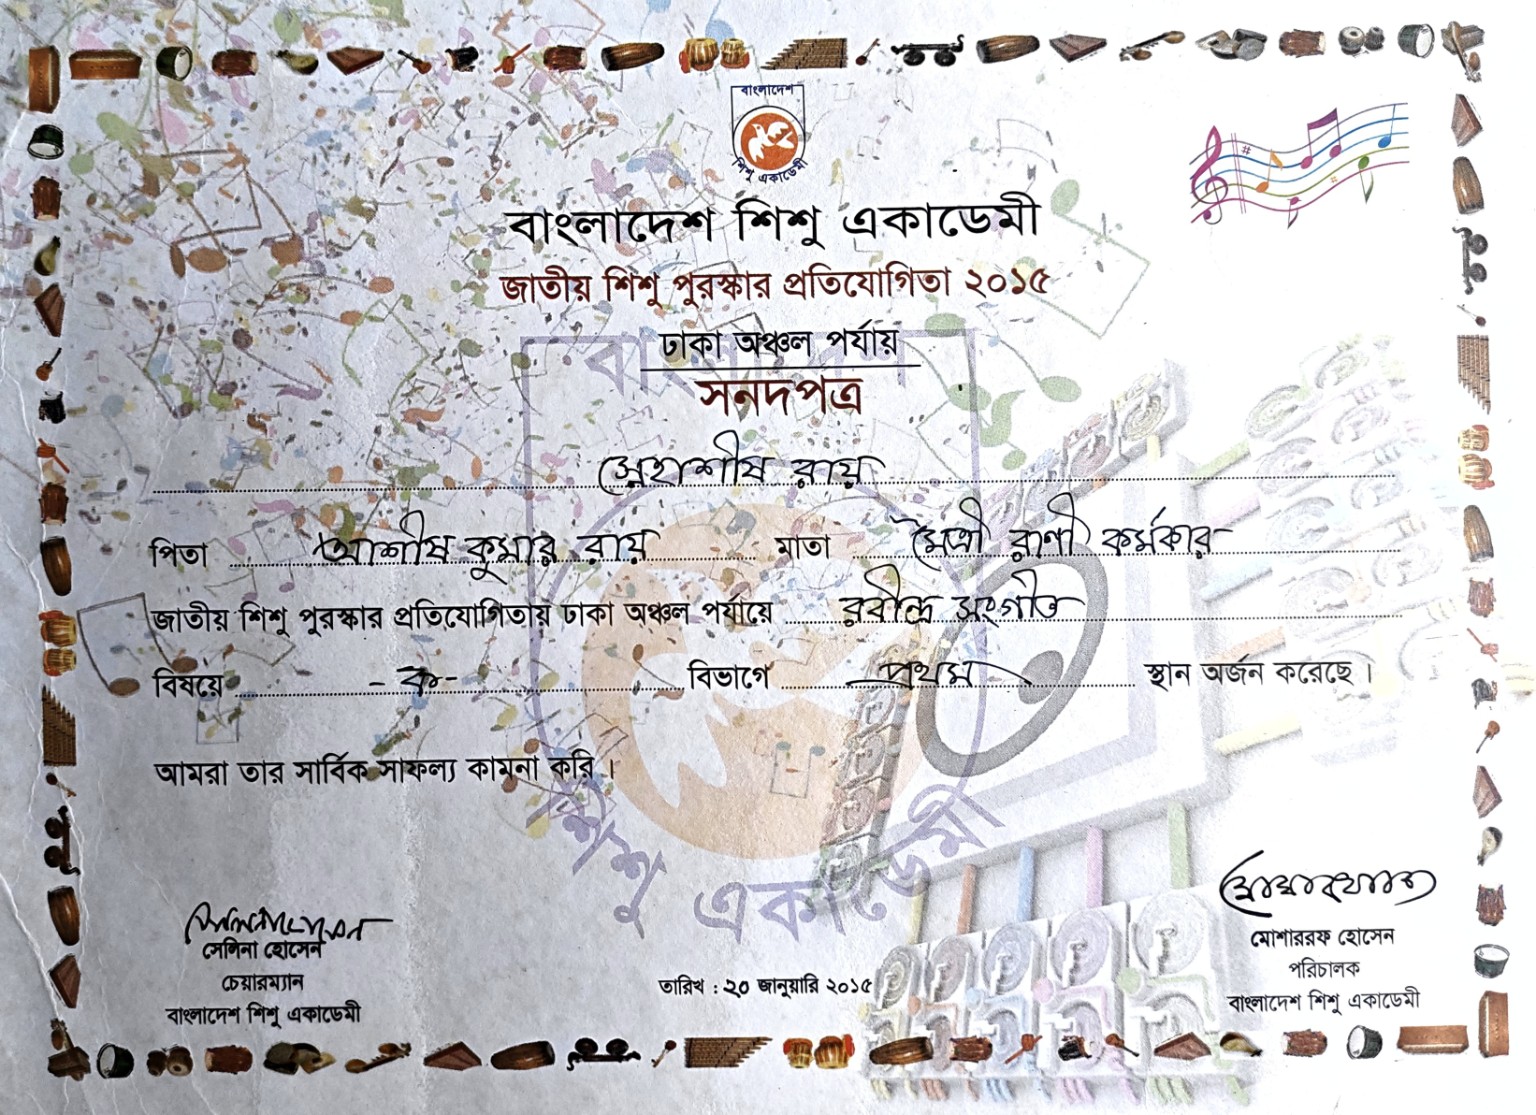 বাংলাদেশ
শিশু একাডেমী
বাংলাদেশ শিশু একাডেমী
জাতীয় শিশু পুরস্কার প্রতিযোগিতা ২০১৫
ঢাকা অঞ্চল পর্যায়
সনদপত্র
স্নেহাশীষ রায়
পিতা আশীষ কুমার রায় মাতা মৈত্রী রাণী কর্মকার
জাতীয় শিশু পুরস্কার প্রতিযোগিতায় ঢাকা অঞ্চল পর্যায়ে রবীন্দ্র সংগীত
বিষয়ে -ক- বিভাগে প্রথম স্থান অর্জন করেছে।
আমরা তার সার্বিক সাফল্য কামনা করি।
বাংলাদেশ
শিশু একাডেমী
সেলিনা হোসেন
চেয়ারম্যান
বাংলাদেশ শিশু একাডেমী
তারিখ : ২০ জানুয়ারি ২০১৫
মোশাররফ হোসেন
পরিচালক
বাংলাদেশ শিশু একাডেমী